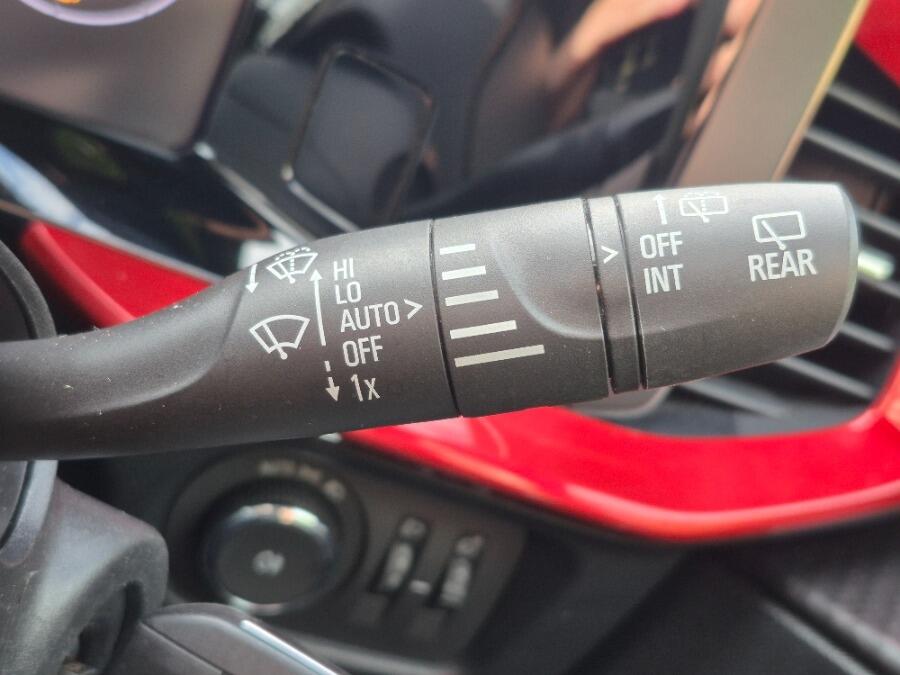 HI
LO
AUTO >
OFF
1x
>
OFF
INT
REAR